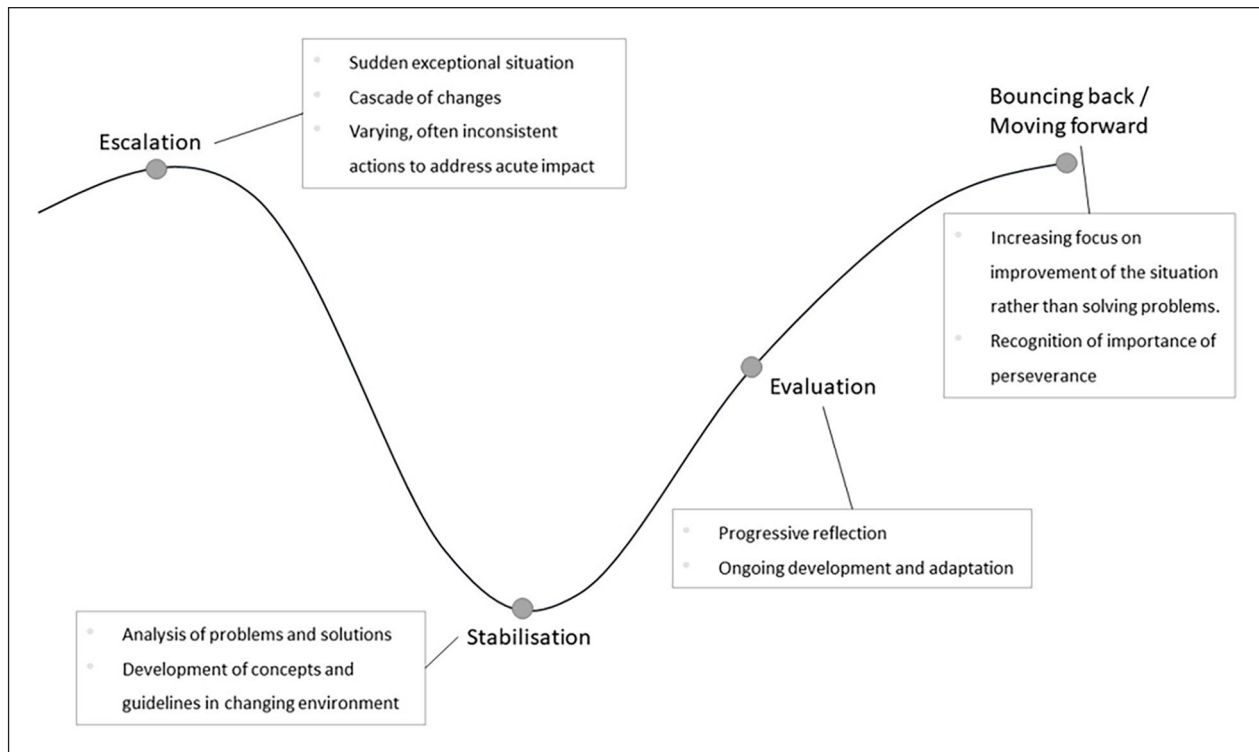 Escalation
Sudden exceptional situation
Cascade of changes
Varying, often inconsistent
actions to address acute impact
Stabilisation
Analysis of problems and solutions
Development of concepts and
guidelines in changing environment
Evaluation
Progressive reflection
Ongoing development and adaptation
Bouncing back /
Moving forward
Increasing focus on
improvement of the situation
rather than solving problems.
Recognition of importance of
perseverance